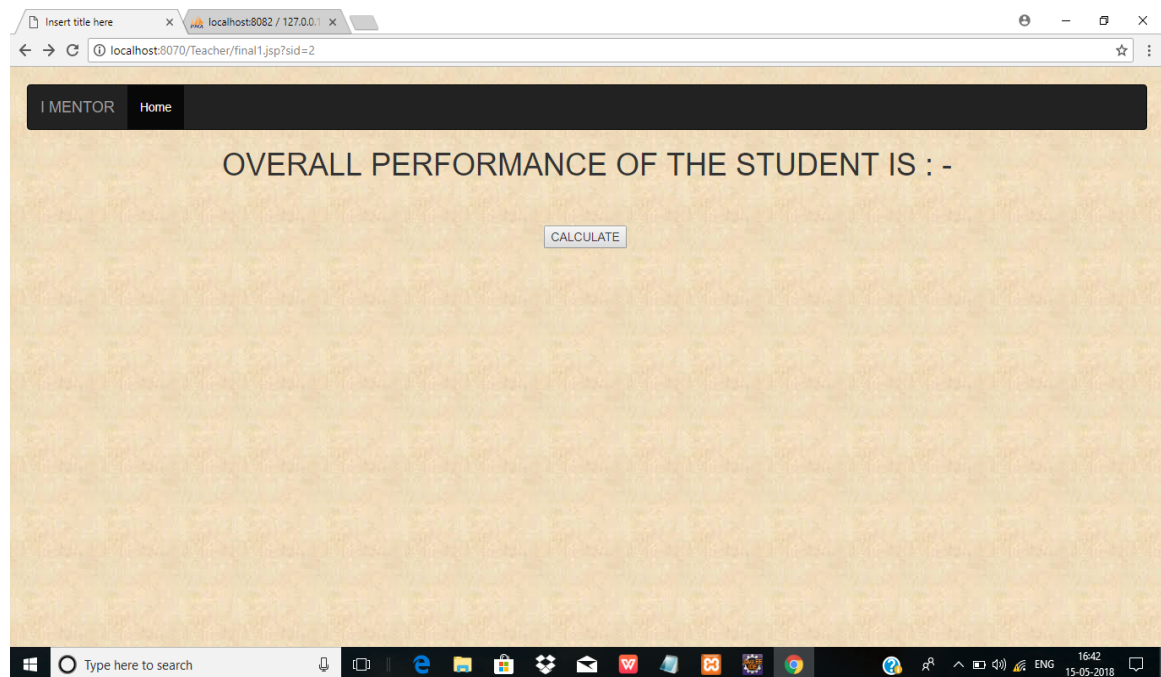 Insert title here
localhost:8082 / 127.0.0.1
localhost:8070/Teacher/final1.jsp?sid=2
I MENTOR Home
OVERALL PERFORMANCE OF THE STUDENT IS : -
CALCULATE
Type here to search
ENG
16:42
15-05-2018